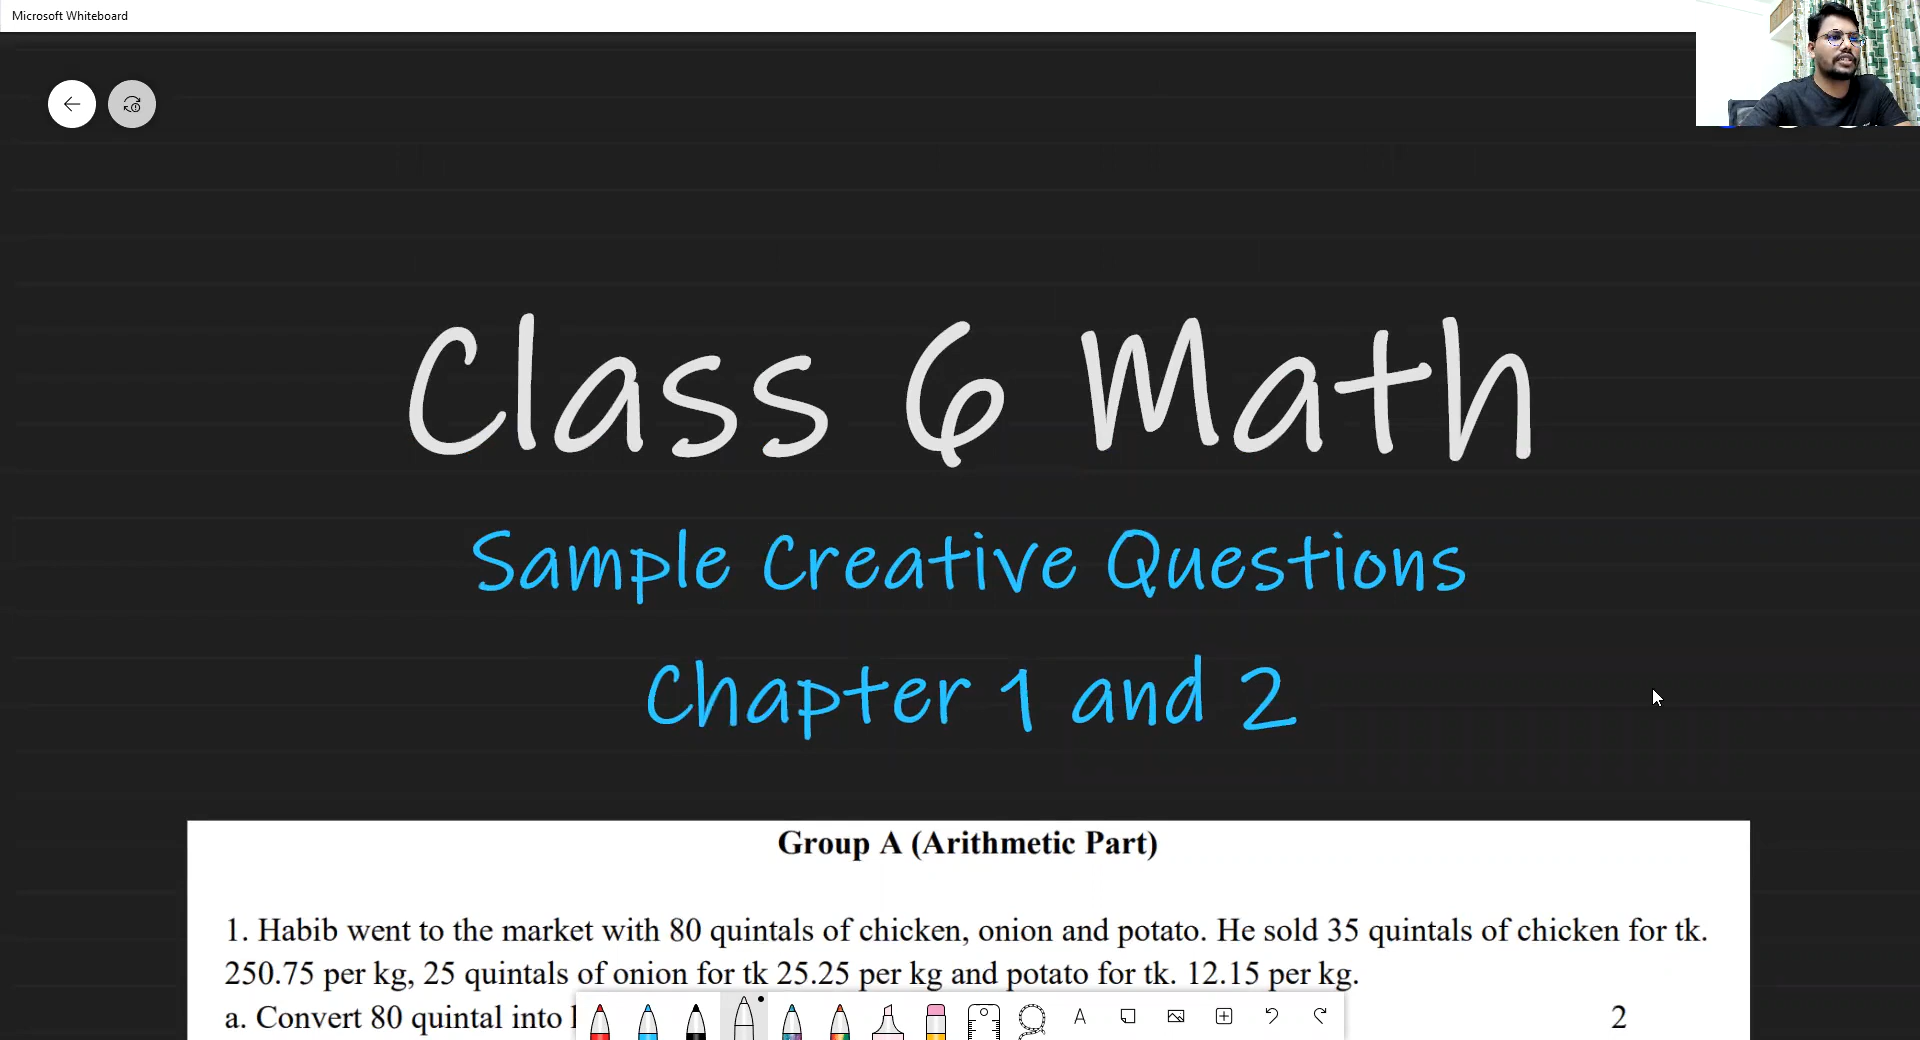 Microsoft Whiteboard
Class 6 Math
Sample Creative Questions
Chapter 1 and 2
Group A (Arithmetic Part)
1. Habib went to the market with 80 quintals of chicken, onion and potato. He sold 35 quintals of chicken for tk.
250.75 per kg, 25 quintals of onion for tk 25.25 per kg and potato for tk. 12.15 per kg.
a. Convert 80 quintal into 2
A